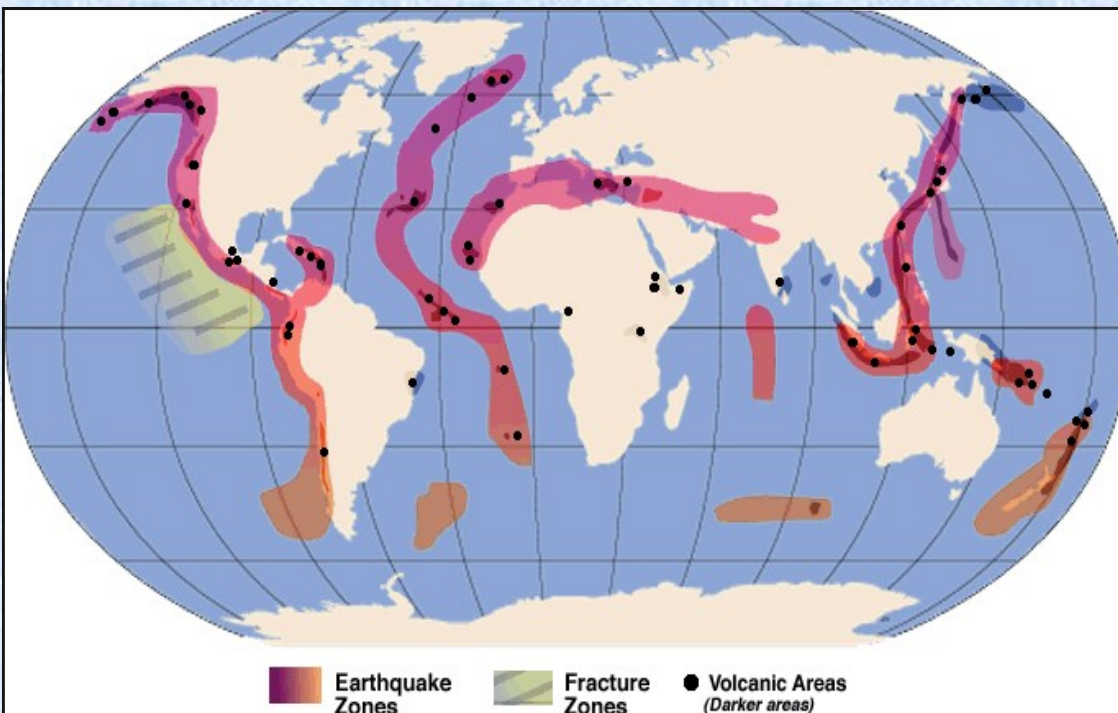 Earthquake
Zones
Fracture
Zones
Volcanic Areas
(Darker areas)